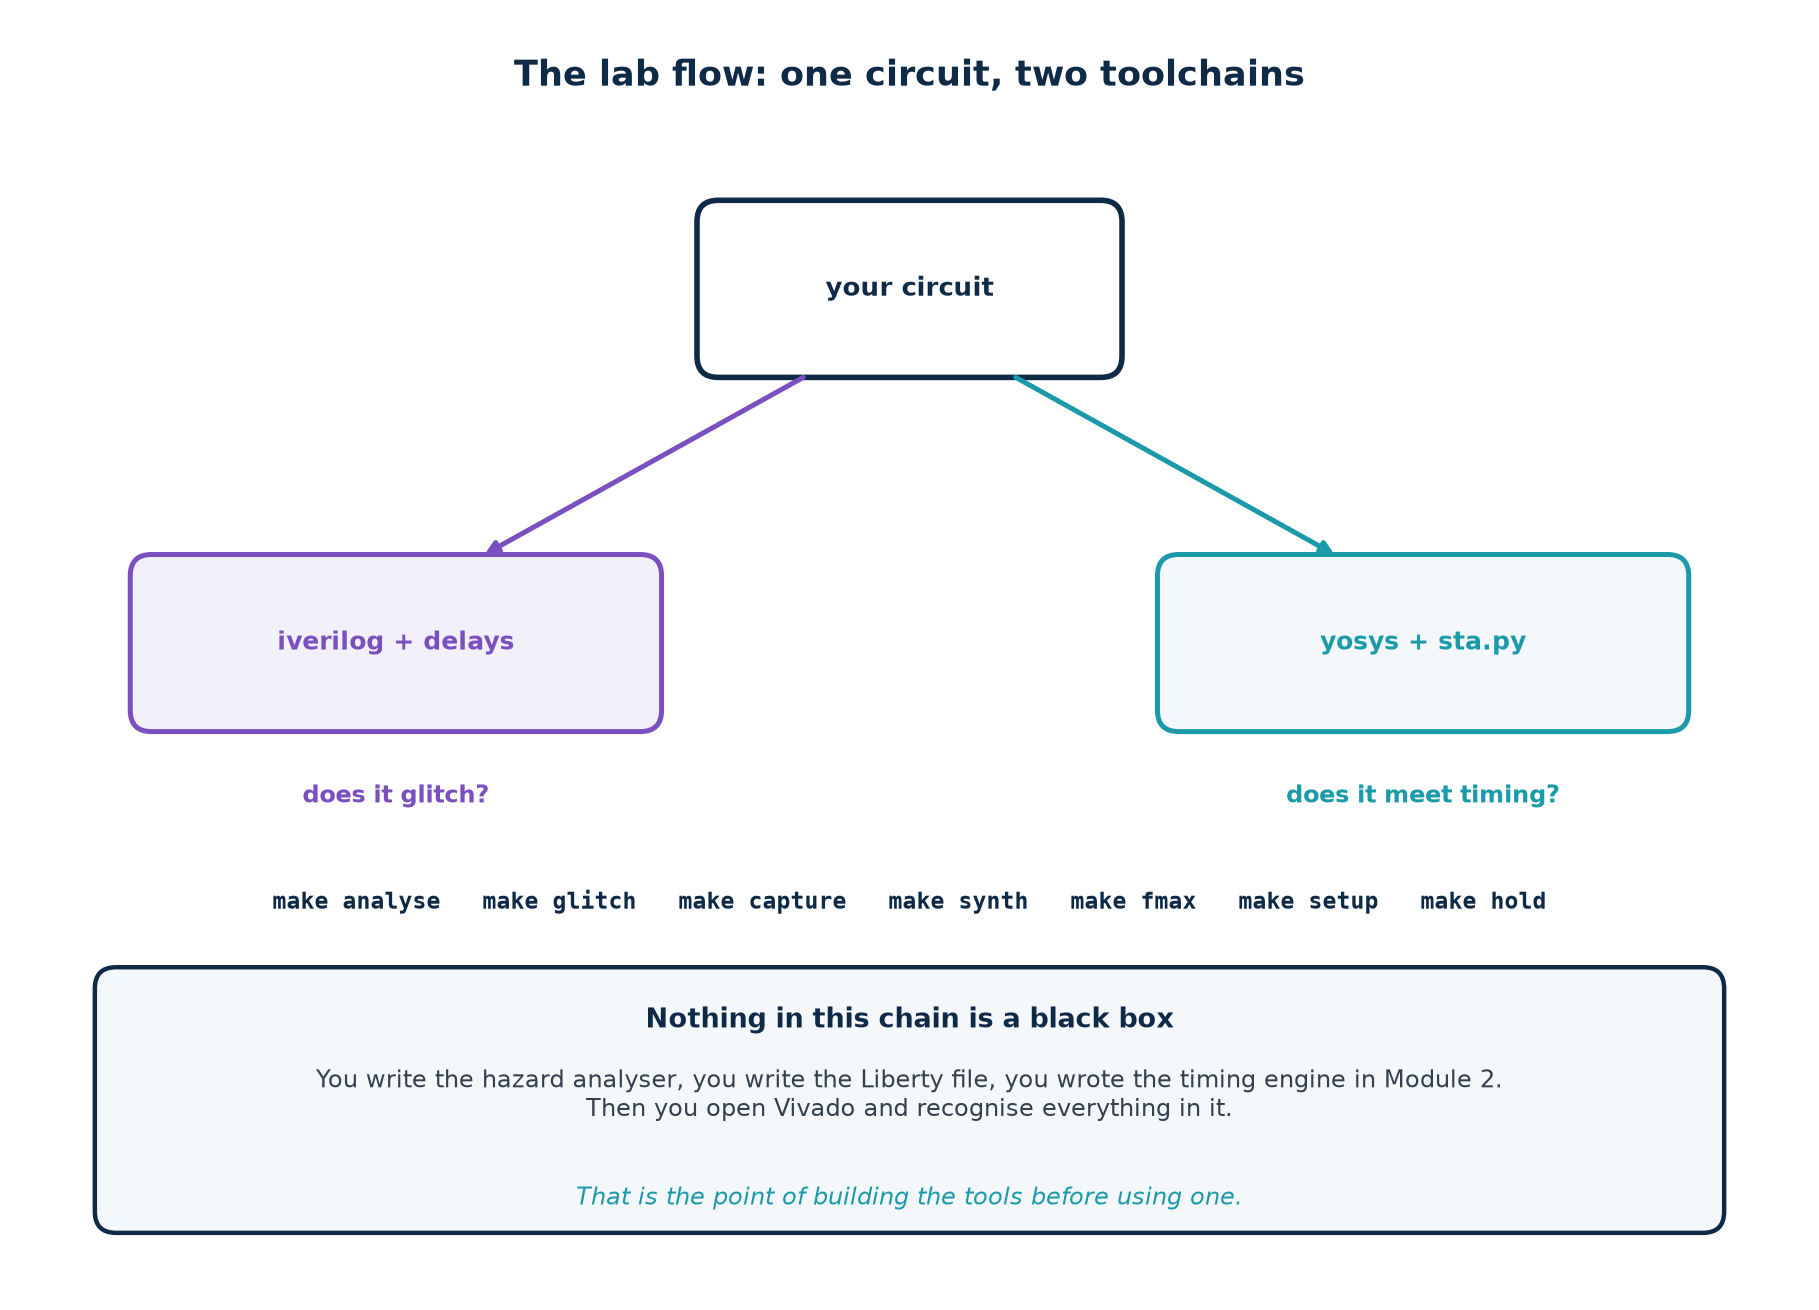 The lab flow: one circuit, two toolchains
your circuit
iverilog + delays
yosys + sta.py
does it glitch?
does it meet timing?
make analyse   make glitch   make capture   make synth   make fmax   make setup   make hold
Nothing in this chain is a black box
You write the hazard analyser, you write the Liberty file, you wrote the timing engine in Module 2.
Then you open Vivado and recognise everything in it.
That is the point of building the tools before using one.